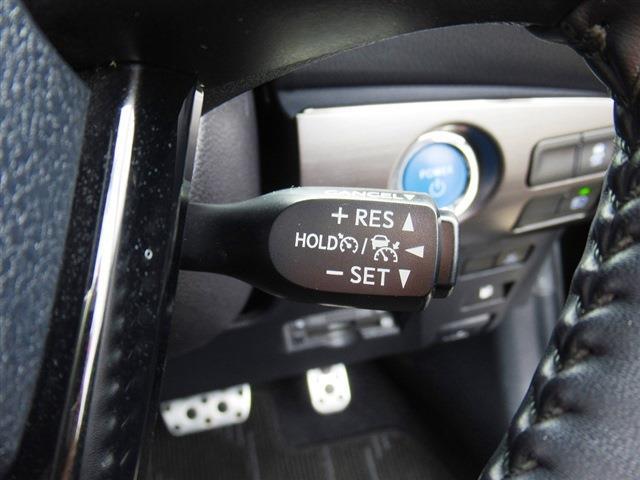 POWER
CANCEL▼
+ RES ▲
HOLD / ◄
− SET ▼